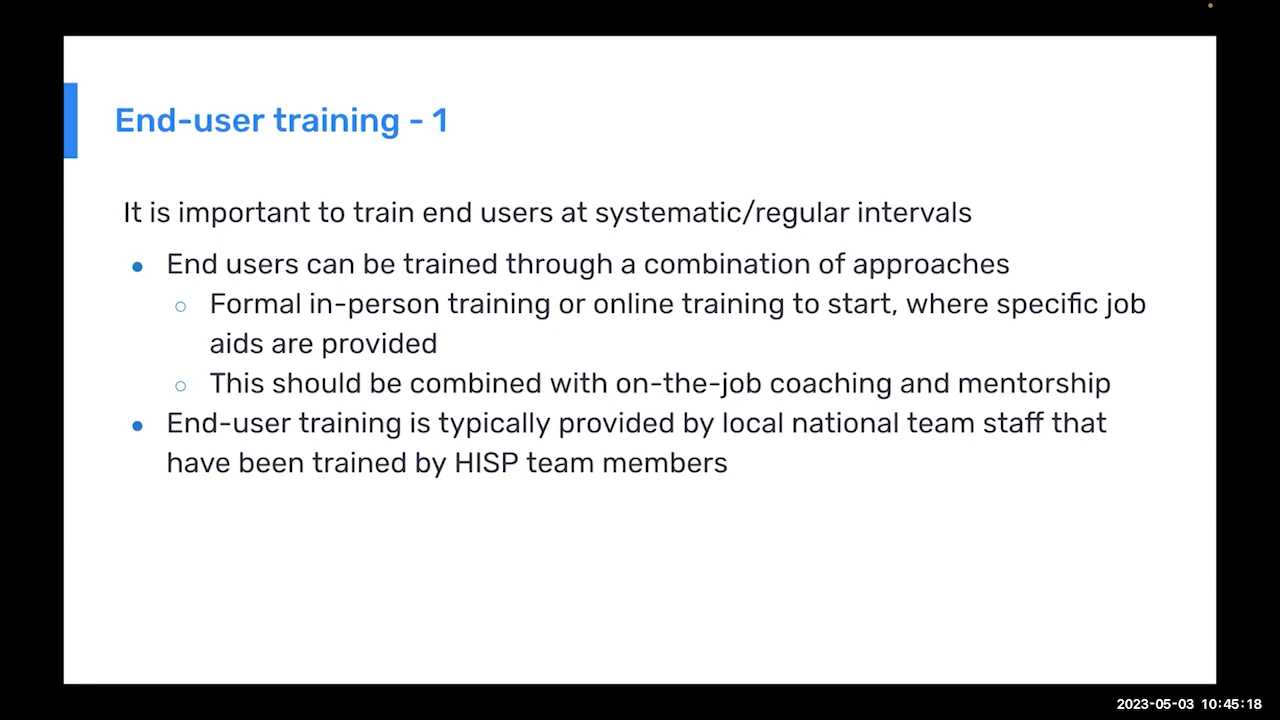 End-user training - 1
It is important to train end users at systematic/regular intervals
● End users can be trained through a combination of approaches
○ Formal in-person training or online training to start, where specific job
aids are provided
○ This should be combined with on-the-job coaching and mentorship
● End-user training is typically provided by local national team staff that
have been trained by HISP team members
2023-05-03 10:45:18